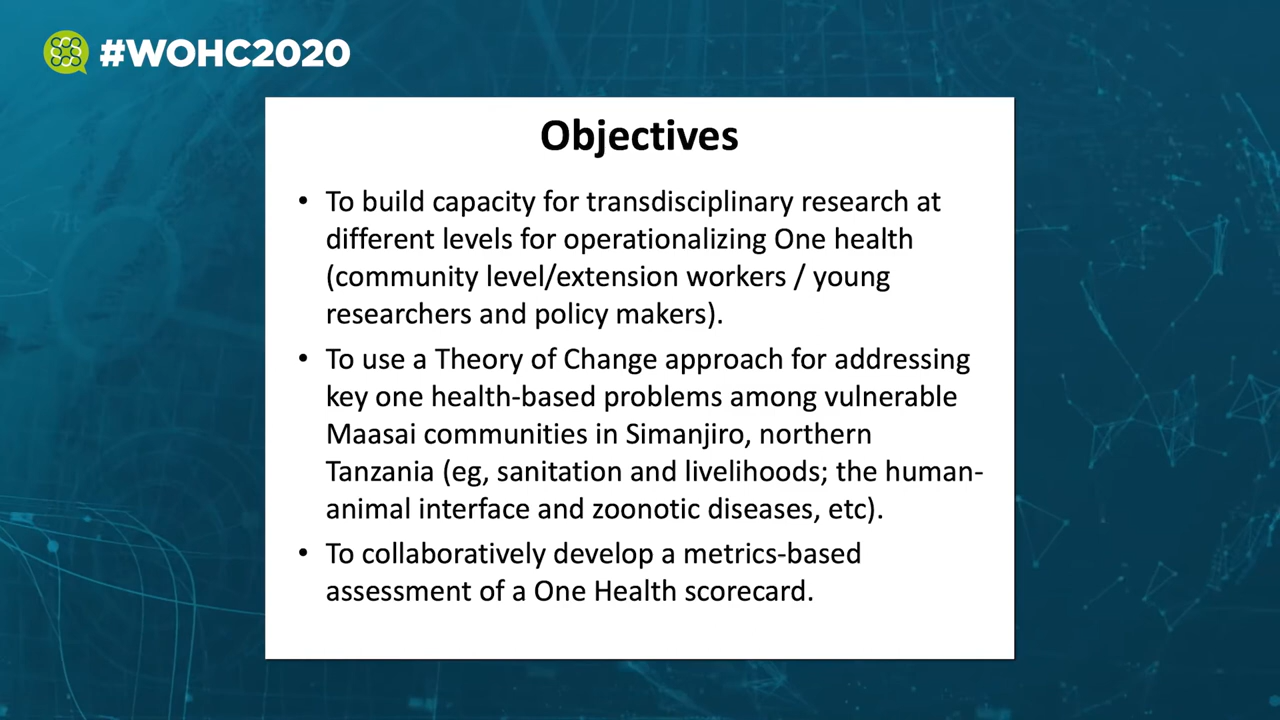 #WOHC2020
Objectives
• To build capacity for transdisciplinary research at
different levels for operationalizing One health
(community level/extension workers / young
researchers and policy makers).
• To use a Theory of Change approach for addressing
key one health-based problems among vulnerable
Maasai communities in Simanjiro, northern
Tanzania (eg, sanitation and livelihoods; the human-
animal interface and zoonotic diseases, etc).
• To collaboratively develop a metrics-based
assessment of a One Health scorecard.